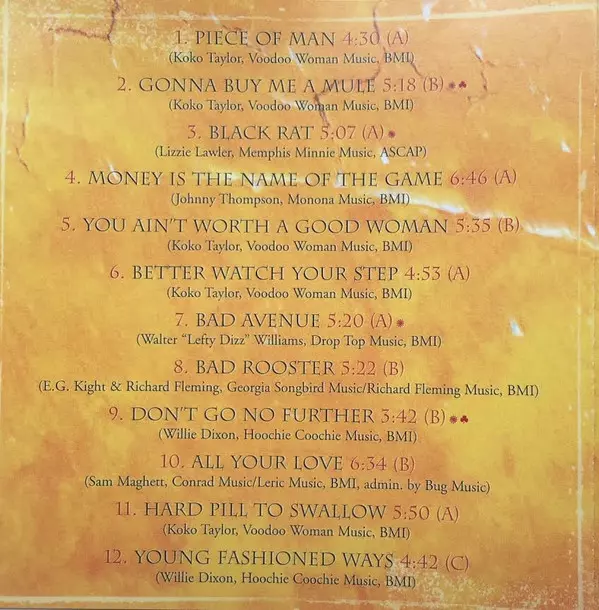 1. PIECE OF MAN 4:30 (A)
(Koko Taylor, Voodoo Woman Music, BMI)
2. GONNA BUY ME A MULE 5:18 (B)✹♣
(Koko Taylor, Voodoo Woman Music, BMI)
3. BLACK RAT 5:07 (A)✹
(Lizzie Lawler, Memphis Minnie Music, ASCAP)
4. MONEY IS THE NAME OF THE GAME 6:46 (A)
(Johnny Thompson, Monona Music, BMI)
5. YOU AIN'T WORTH A GOOD WOMAN 5:35 (B)
(Koko Taylor, Voodoo Woman Music, BMI)
6. BETTER WATCH YOUR STEP 4:53 (A)
(Koko Taylor, Voodoo Woman Music, BMI)
7. BAD AVENUE 5:20 (A)✹
(Walter “Lefty Dizz” Williams, Drop Top Music, BMI)
8. BAD ROOSTER 5:22 (B)
(E.G. Kight & Richard Fleming, Georgia Songbird Music/Richard Fleming Music, BMI)
9. DON'T GO NO FURTHER 3:42 (B)✹♣
(Willie Dixon, Hoochie Coochie Music, BMI)
10. ALL YOUR LOVE 6:34 (B)
(Sam Maghett, Conrad Music/Leric Music, BMI, admin. by Bug Music)
11. HARD PILL TO SWALLOW 5:50 (A)
(Koko Taylor, Voodoo Woman Music, BMI)
12. YOUNG FASHIONED WAYS 4:42 (C)
(Willie Dixon, Hoochie Coochie Music, BMI)